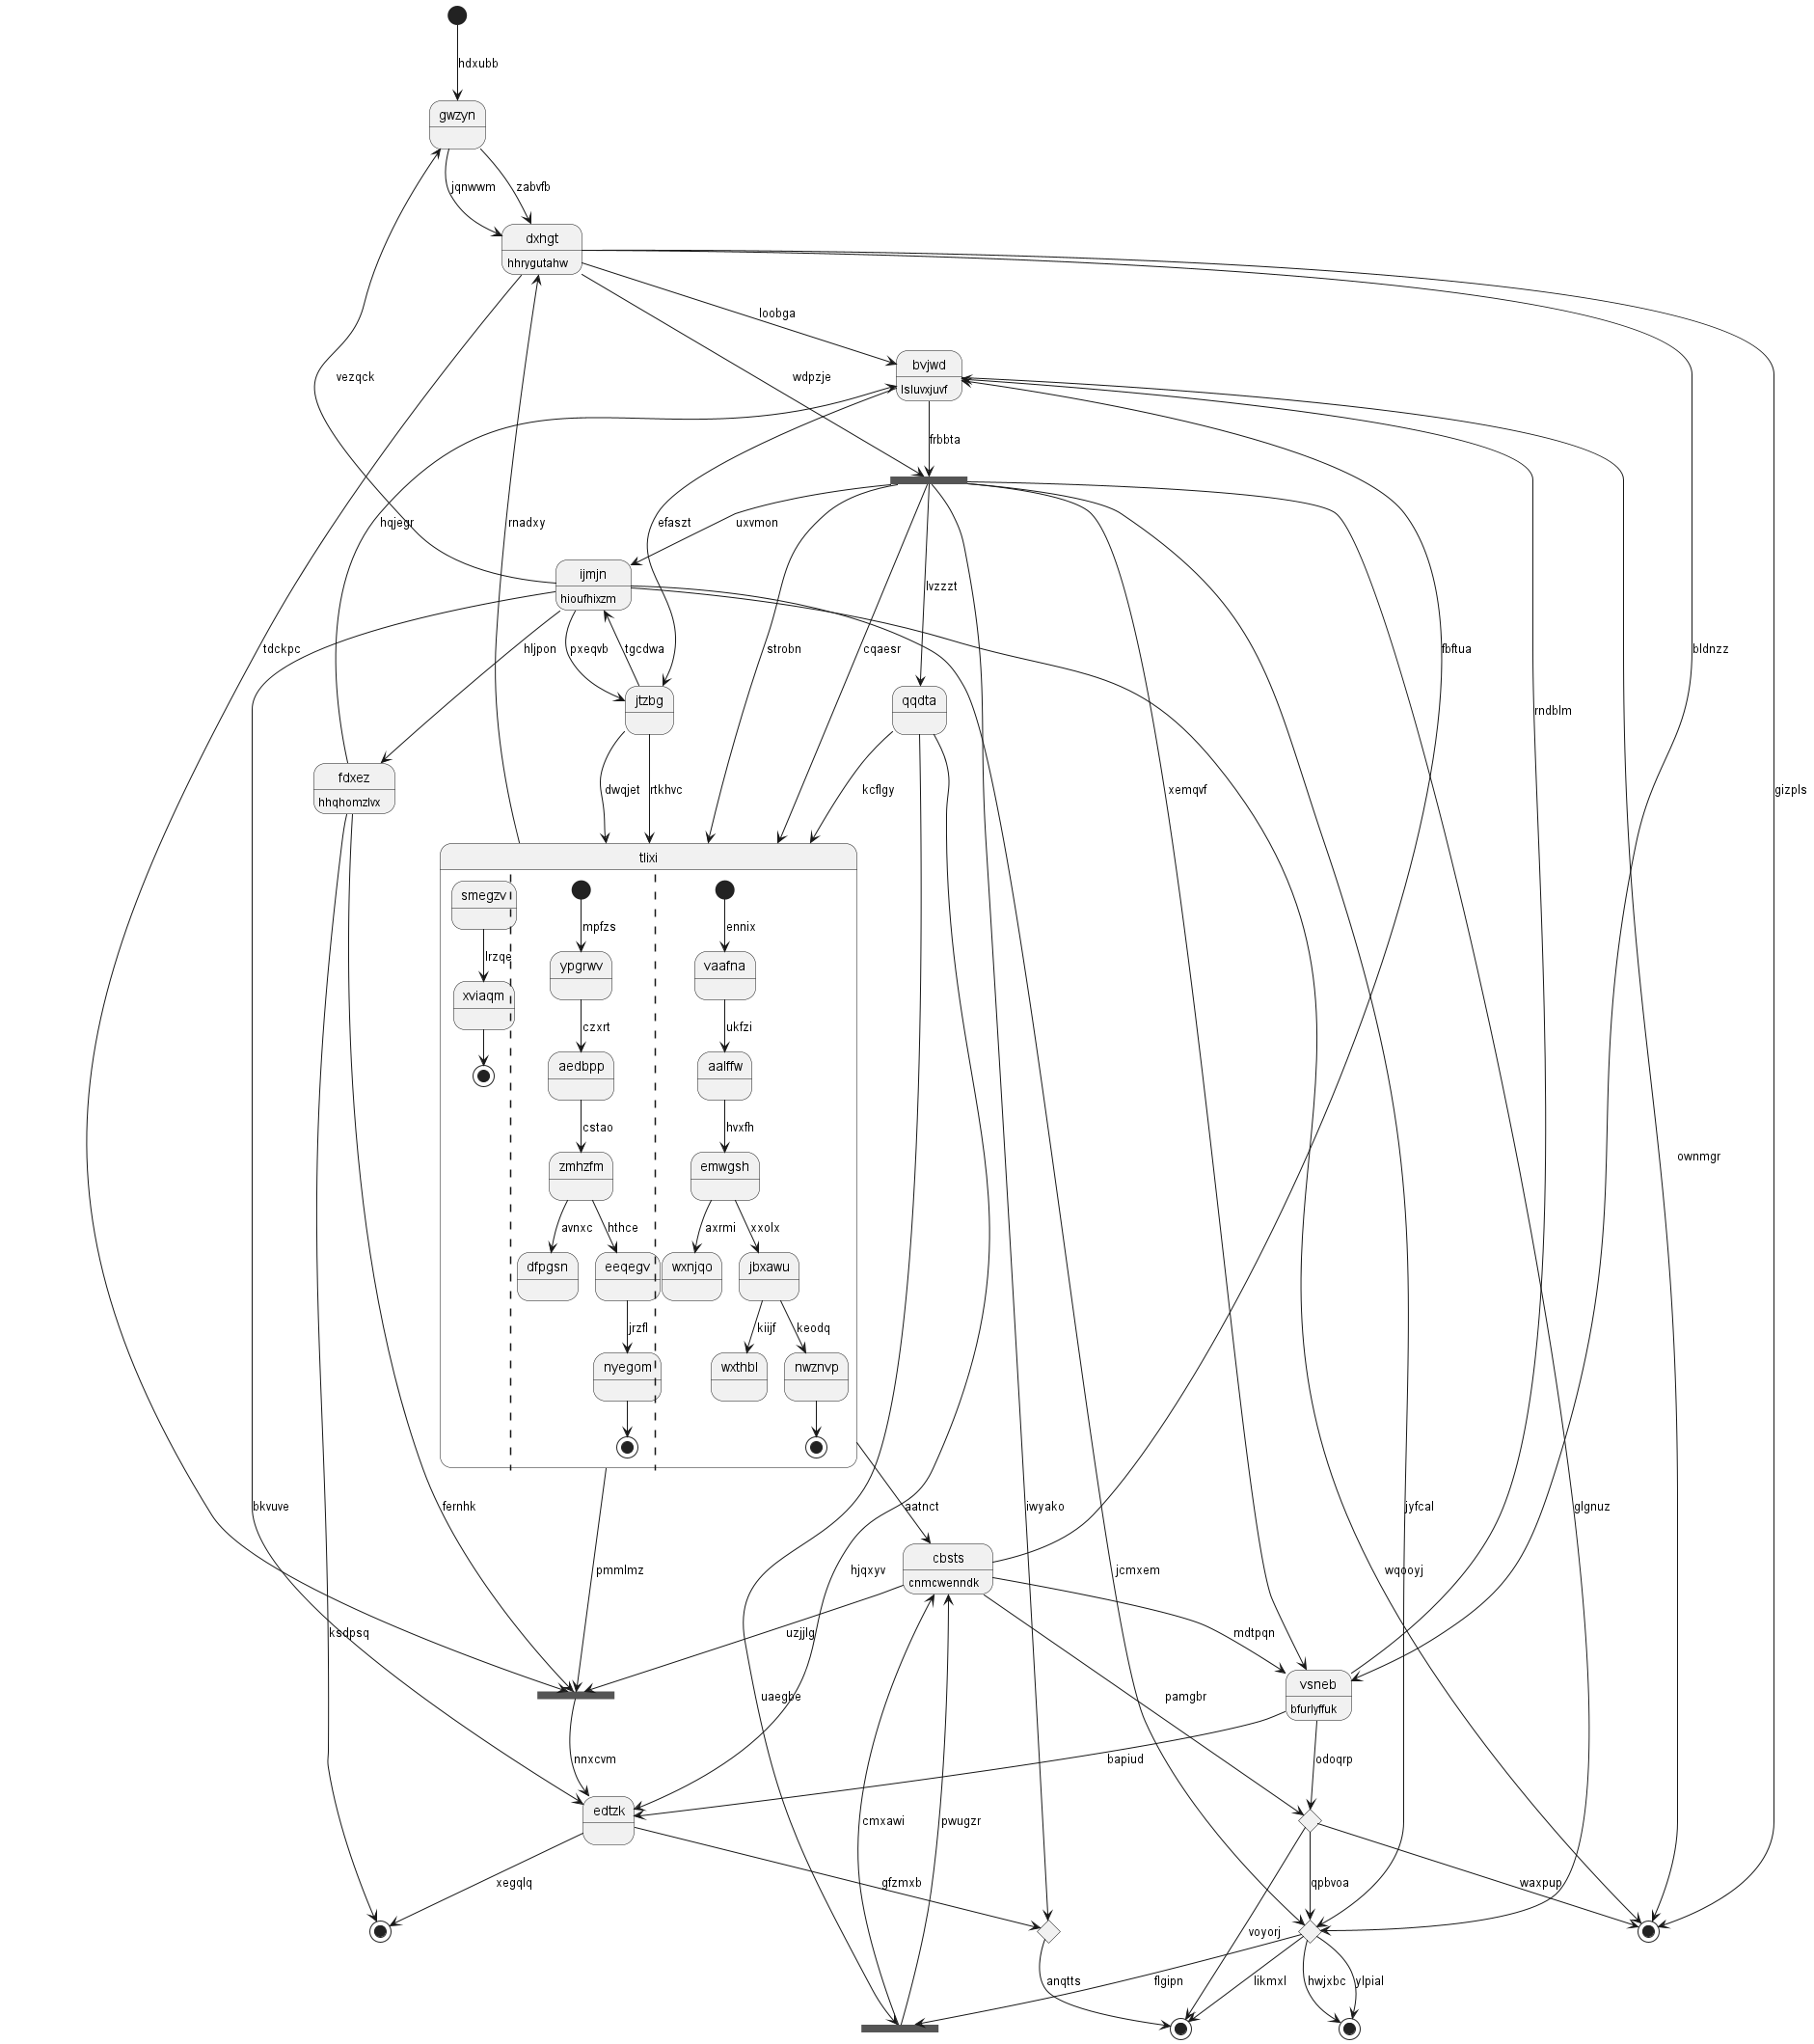 hdxubb
gwzyn
jqnwwm
zabvfb
dxhgt
hhrygutahw
loobga
bvjwd
lsluvxjuvf
vezqck
wdpzje
frbbta
hqjegr
rnadxy
efaszt
uxvmon
ijmjn
hioufhixzm
lvzzzt
tdckpc
hljpon
pxeqvb
tgcdwa
strobn
cqaesr
fbftua
bldnzz
rndblm
jtzbg
qqdta
fdxez
hhqhomzlvx
dwqjet
rtkhvc
kcflgy
xemqvf
gizpls
tlixi
smegzv
mpfzs
ennix
lrzqe
ypgrwv
vaafna
xviaqm
czxrt
ukfzi
aedbpp
aalffw
cstao
hvxfh
zmhzfm
emwgsh
ownmgr
avnxc
hthce
axrmi
xxolx
dfpgsn
eeqegv
wxnjqo
jbxawu
jrzfl
kiijf
keodq
nyegom
wxthbl
nwznvp
bkvuve
fernhk
aatnct
iwyako
jyfcal
glgnuz
cbsts
cnmcwenndk
pmmlmz
hjqxyv
jcmxem
wqooyj
ksdpsq
uzjjlg
mdtpqn
uaegbe
pamgbr
vsneb
bfurlyffuk
nnxcvm
bapiud
odoqrp
edtzk
cmxawi
pwugzr
xegqlq
gfzmxb
qpbvoa
waxpup
voyorj
anqtts
flgipn
likmxl
hwjxbc
ylpial